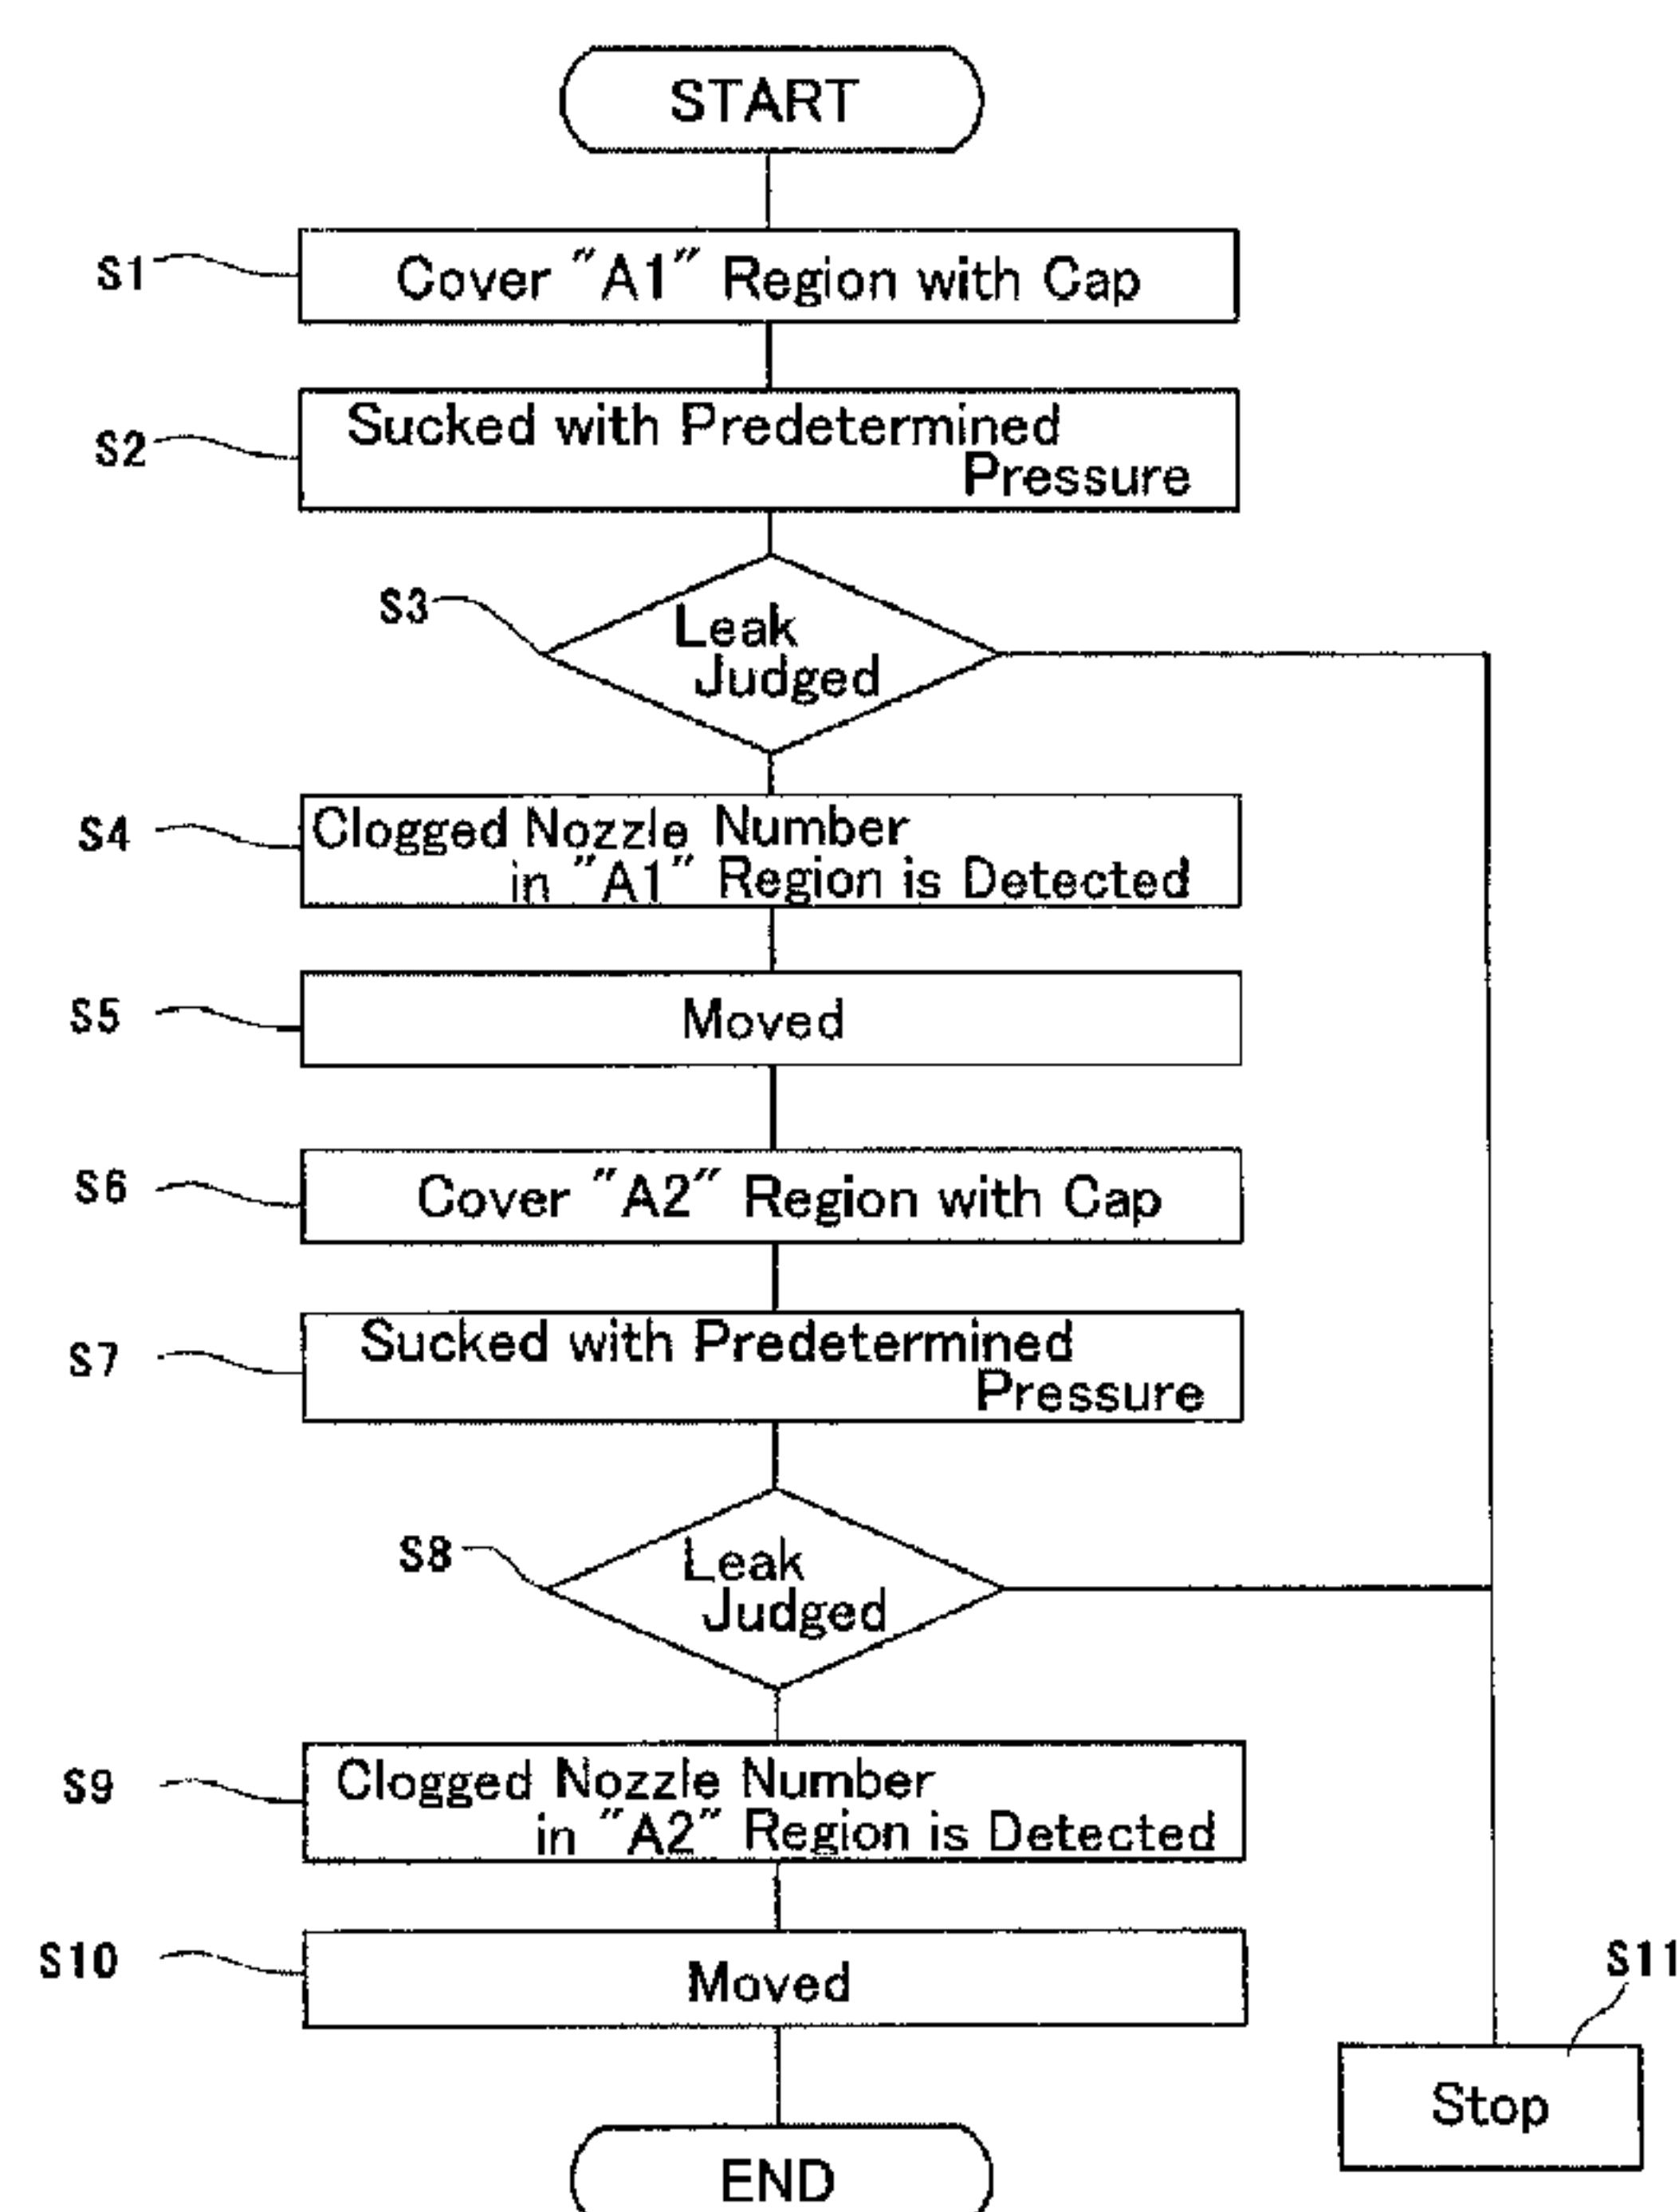 START
S1
Cover "A1" Region with Cap
S2
Sucked with Predetermined
Pressure
S3
Leak
Judged
S4
Clogged Nozzle Number
in "A1" Region is Detected
S5
Moved
S6
Cover "A2" Region with Cap
S7
Sucked with Predetermined
Pressure
S8
Leak
Judged
S9
Clogged Nozzle Number
in "A2" Region is Detected
S10
Moved
S11
Stop
END